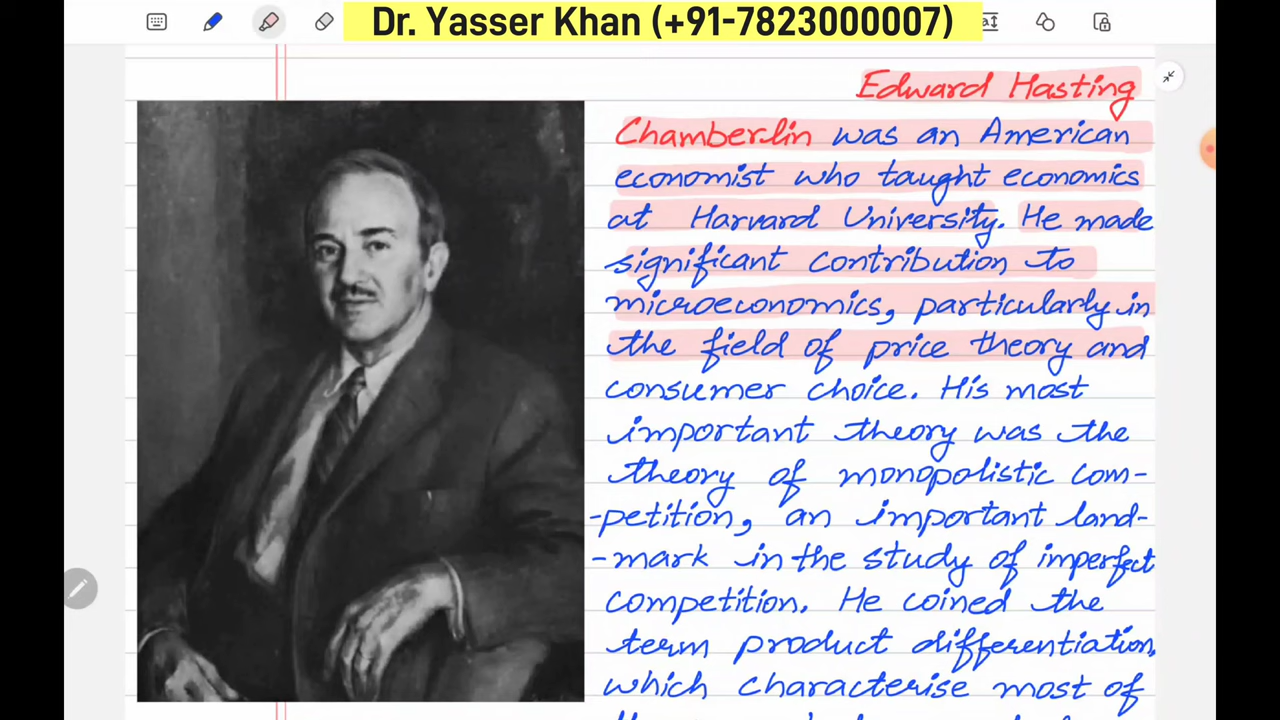 Dr. Yasser Khan (+91-7823000007)
Edward Hasting
Chamberlin was an American
economist who taught economics
at Harvard University. He made
significant contribution to
microeconomics, particularly in
the field of price theory and
consumer choice. His most
important theory was the
theory of monopolistic com-
-petition, an important land-
-mark in the study of imperfect
competition. He coined the
term product differentiation,
which characterise most of